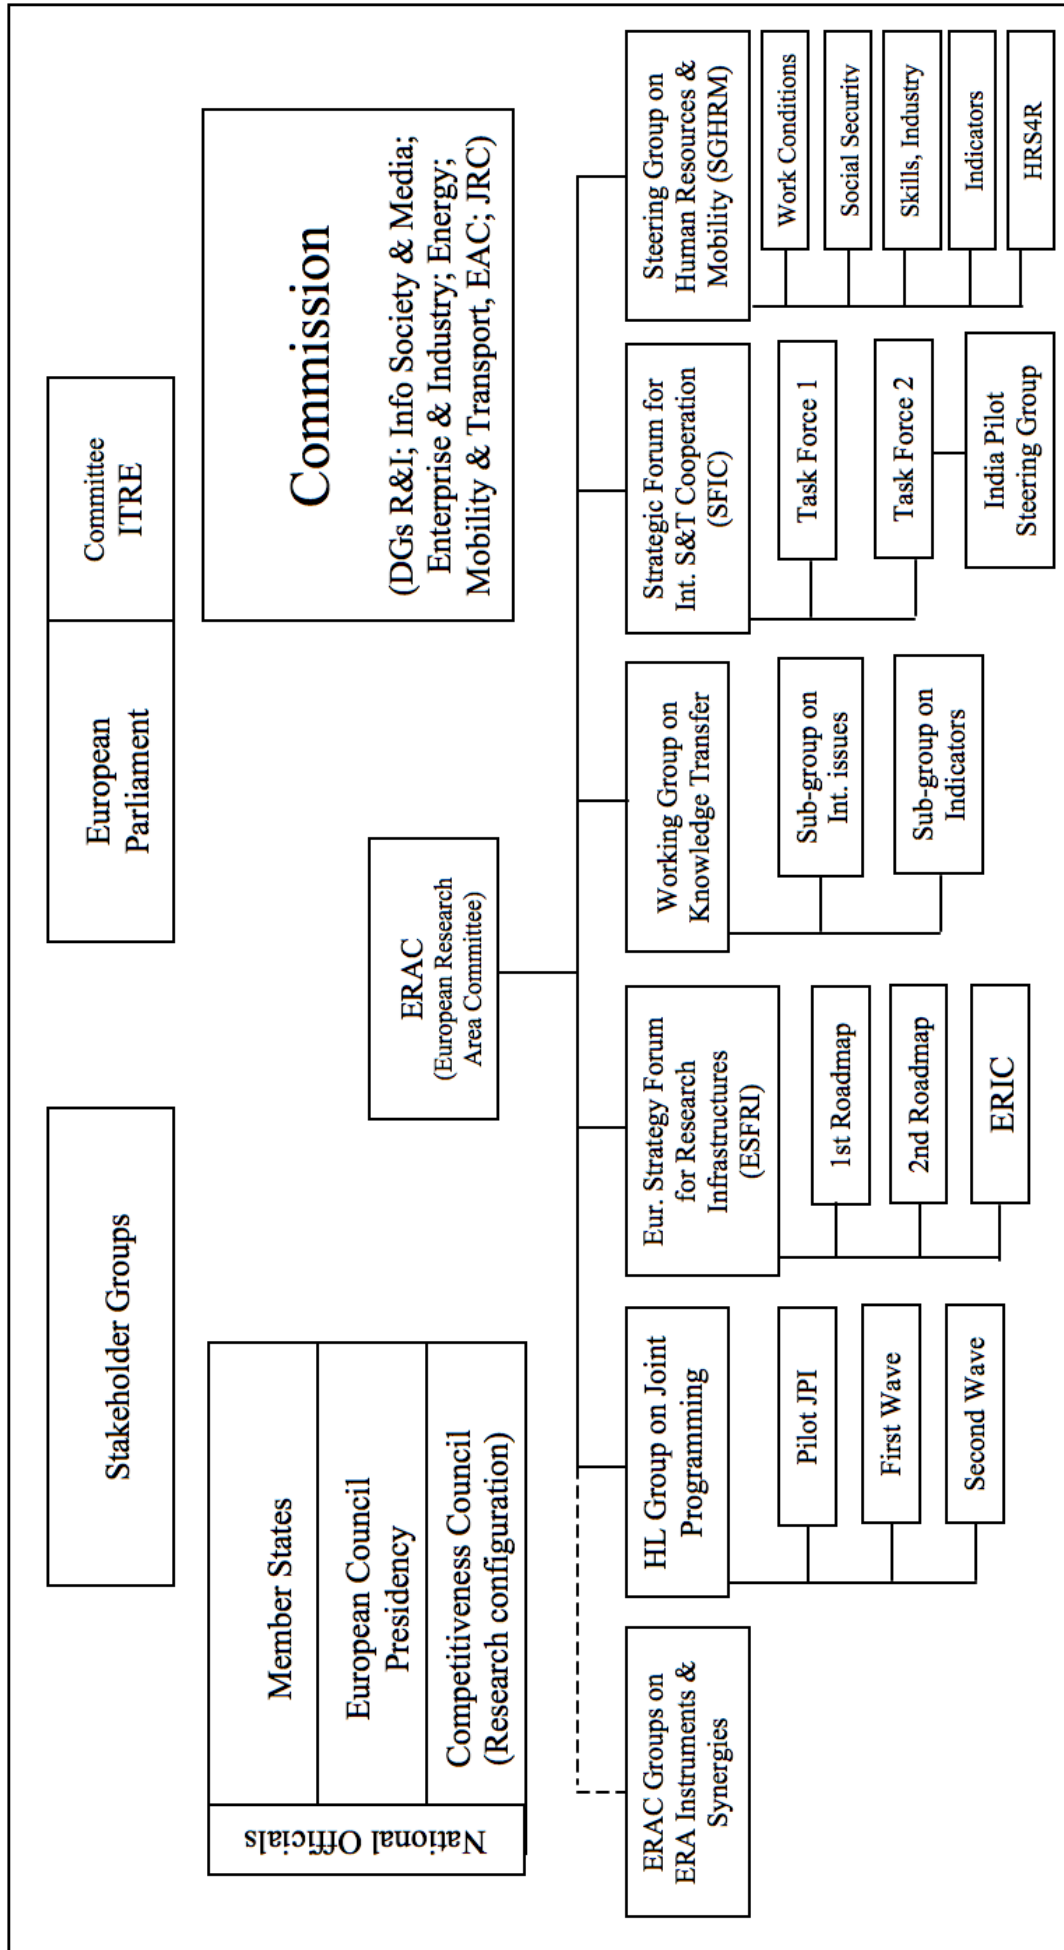 Stakeholder Groups
European
Parliament
Committee
ITRE
National Officials
Member States
European Council
Presidency
Competitiveness Council
(Research configuration)
Commission
(DGs R&I; Info Society & Media;
Enterprise & Industry; Energy;
Mobility & Transport, EAC; JRC)
ERAC
(European Research
Area Committee)
ERAC Groups on
ERA Instruments &
Synergies
HL Group on Joint
Programming
Pilot JPI
First Wave
Second Wave
Eur. Strategy Forum
for Research
Infrastructures
(ESFRI)
1st Roadmap
2nd Roadmap
ERIC
Working Group on
Knowledge Transfer
Sub-group on
Int. issues
Sub-group on
Indicators
Strategic Forum for
Int. S&T Cooperation
(SFIC)
Task Force 1
Task Force 2
India Pilot
Steering Group
Steering Group on
Human Resources &
Mobility (SGHRM)
Work Conditions
Social Security
Skills, Industry
Indicators
HRS4R